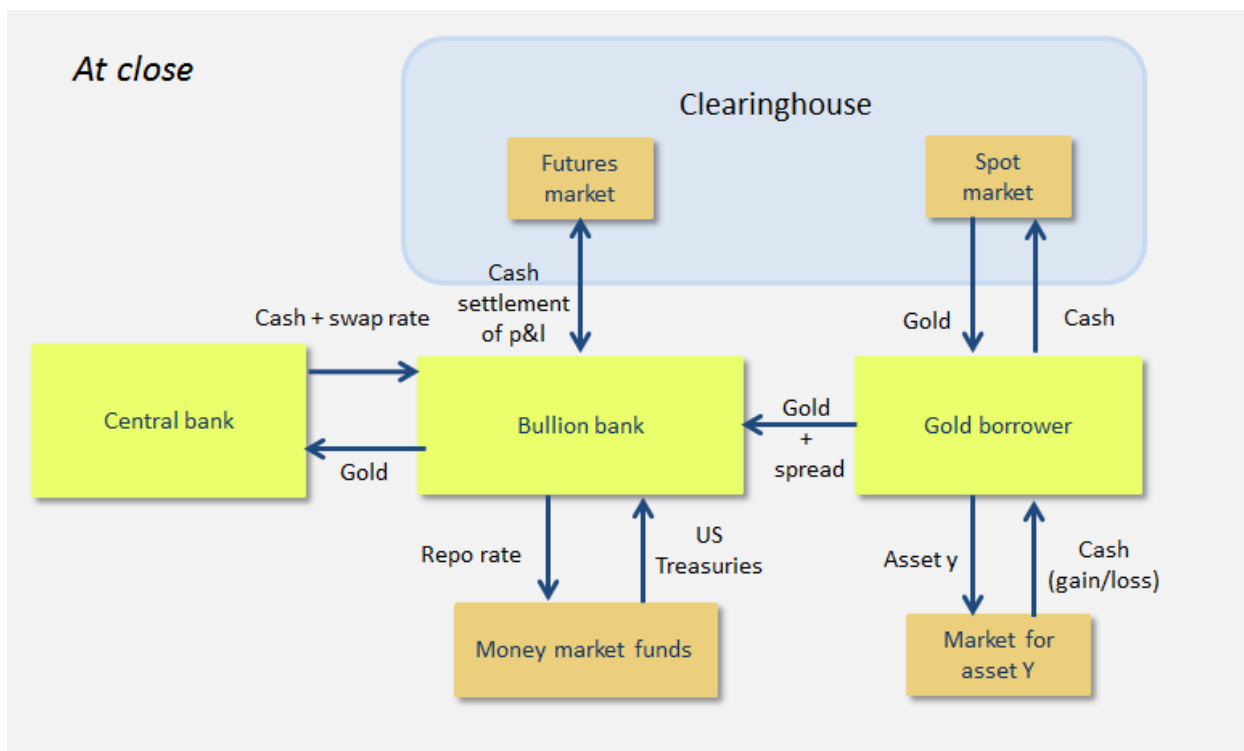 At close
Clearinghouse
Futures
market
Spot
market
Cash
settlement
of p&l
Gold
Cash
Cash + swap rate
Central bank
Gold
Bullion bank
Gold
+
spread
Gold borrower
Repo rate
US
Treasuries
Asset y
Cash
(gain/loss)
Money market funds
Market for
asset Y